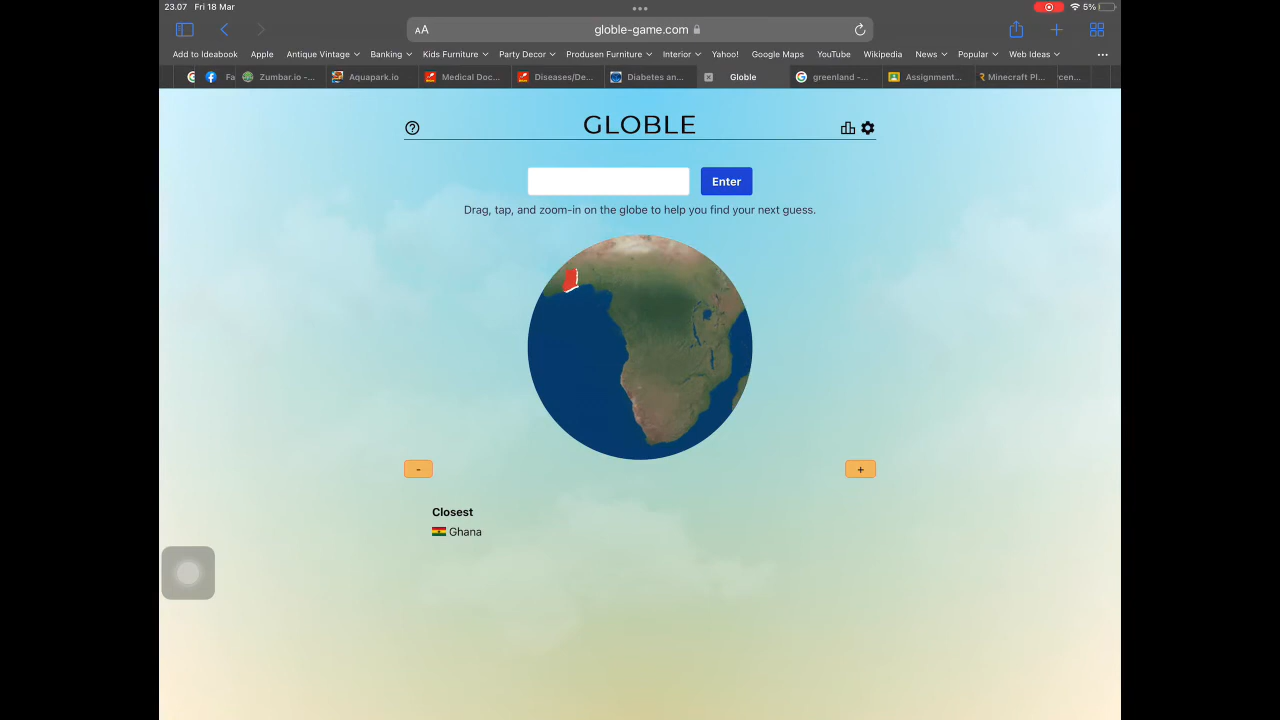 23.07 Fri 18 Mar
5%
AA globle-game.com
Add to Ideabook Apple Antique Vintage Banking Kids Furniture Party Decor Produsen Furniture Interior Yahoo! Google Maps YouTube Wikipedia News Popular Web Ideas
Fa Zumbar.io -... Aquapark.io Medical Doc... Diseases/De... Diabetes an... Globle greenland -... Assignment... Minecraft Pl... rcen...
GLOBLE
Enter
Drag, tap, and zoom-in on the globe to help you find your next guess.
- +
Closest
Ghana